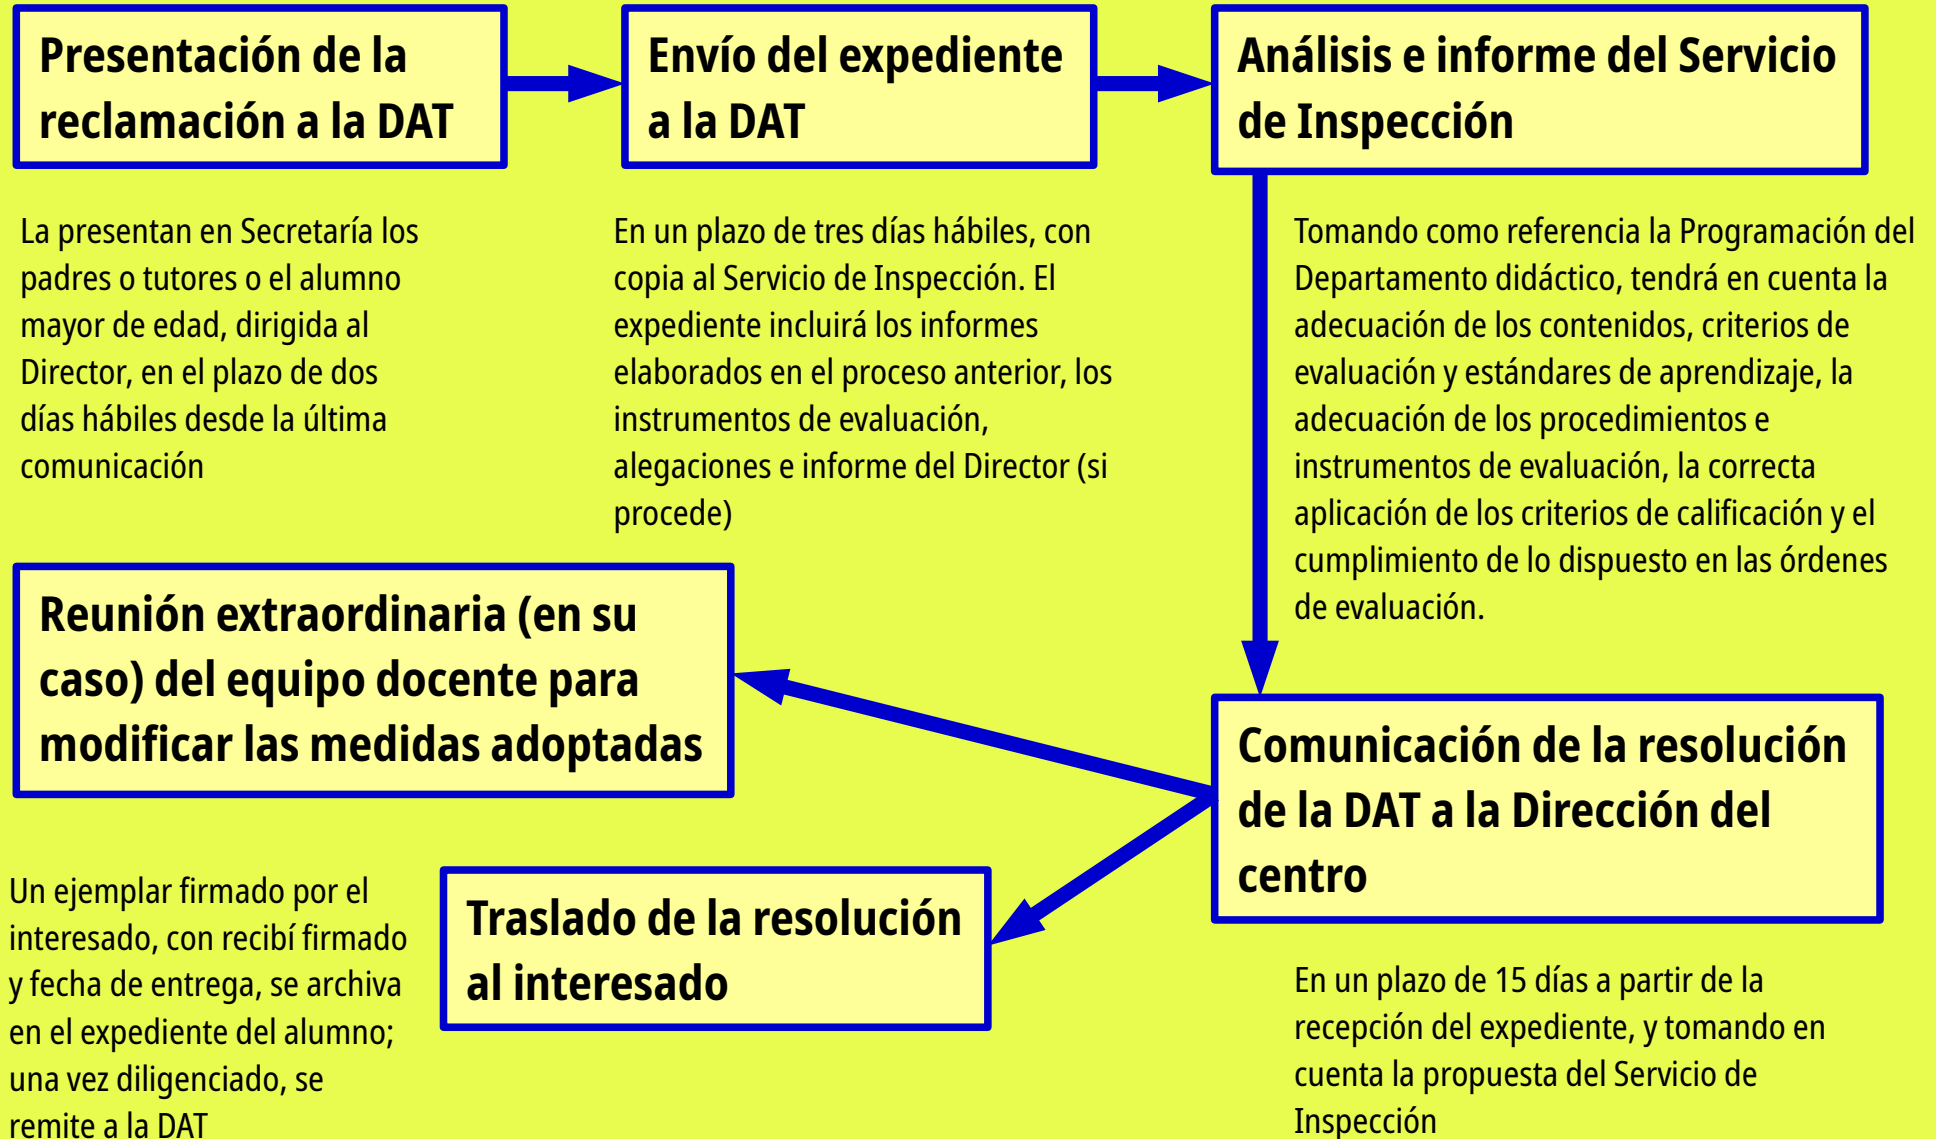 Presentación de la
reclamación a la DAT
Envío del expediente
a la DAT
Análisis e informe del Servicio
de Inspección
La presentan en Secretaría los
padres o tutores o el alumno
mayor de edad, dirigida al
Director, en el plazo de dos
días hábiles desde la última
comunicación
En un plazo de tres días hábiles, con
copia al Servicio de Inspección. El
expediente incluirá los informes
elaborados en el proceso anterior, los
instrumentos de evaluación,
alegaciones e informe del Director (si
procede)
Tomando como referencia la Programación del
Departamento didáctico, tendrá en cuenta la
adecuación de los contenidos, criterios de
evaluación y estándares de aprendizaje, la
adecuación de los procedimientos e
instrumentos de evaluación, la correcta
aplicación de los criterios de calificación y el
cumplimiento de lo dispuesto en las órdenes
de evaluación.
Reunión extraordinaria (en su
caso) del equipo docente para
modificar las medidas adoptadas
Comunicación de la resolución
de la DAT a la Dirección del
centro
Un ejemplar firmado por el
interesado, con recibí firmado
y fecha de entrega, se archiva
en el expediente del alumno;
una vez diligenciado, se
remite a la DAT
Traslado de la resolución
al interesado
En un plazo de 15 días a partir de la
recepción del expediente, y tomando en
cuenta la propuesta del Servicio de
Inspección